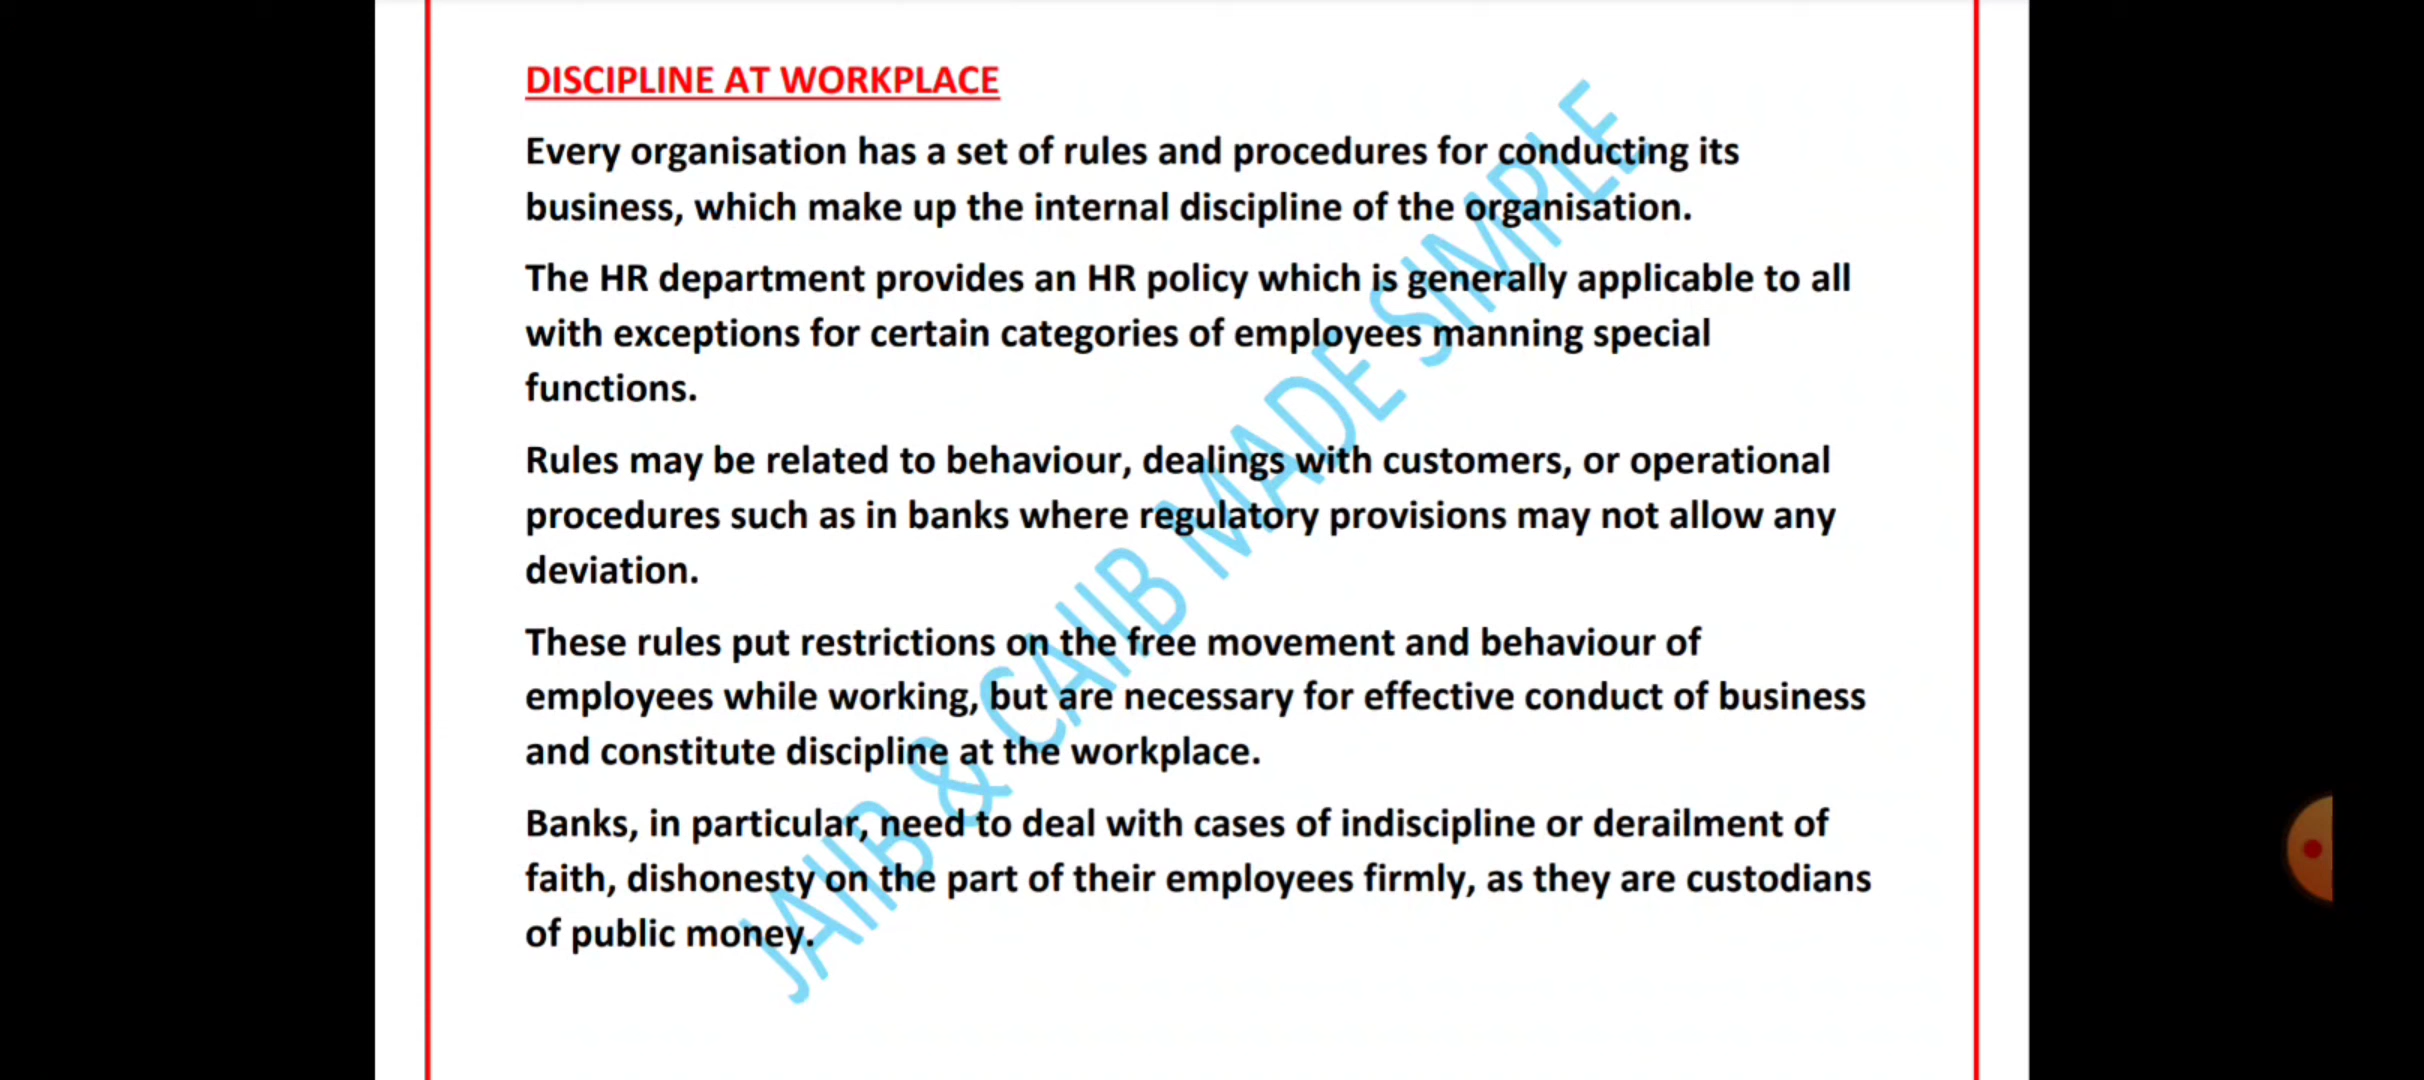 DISCIPLINE AT WORKPLACE
Every organisation has a set of rules and procedures for conducting its
business, which make up the internal discipline of the organisation.
The HR department provides an HR policy which is generally applicable to all
with exceptions for certain categories of employees manning special
functions.
Rules may be related to behaviour, dealings with customers, or operational
procedures such as in banks where regulatory provisions may not allow any
deviation.
These rules put restrictions on the free movement and behaviour of
employees while working, but are necessary for effective conduct of business
and constitute discipline at the workplace.
Banks, in particular, need to deal with cases of indiscipline or derailment of
faith, dishonesty on the part of their employees firmly, as they are custodians
of public money.
JAIIB & CAIIB MADE SIMPLE